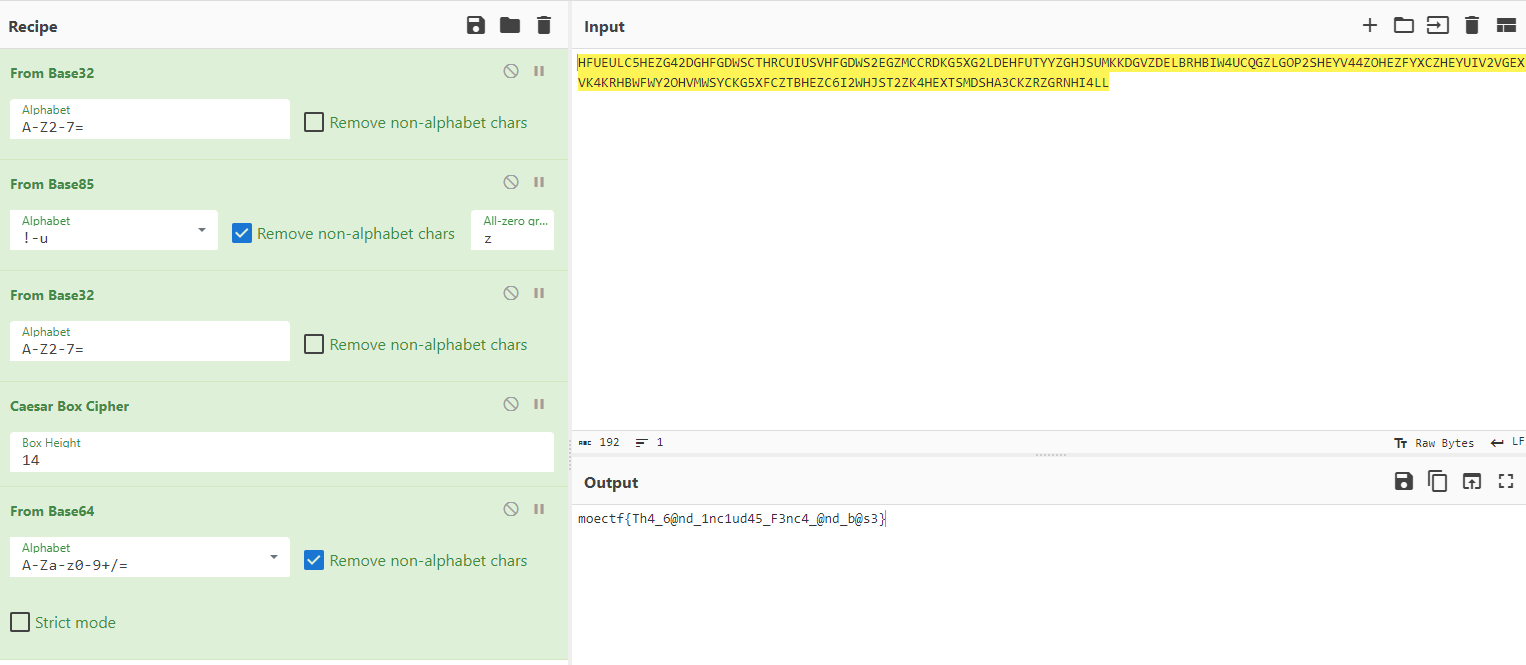 Recipe
From Base32
Alphabet
A-Z2-7=
Remove non-alphabet chars
From Base85
Alphabet
!-u
Remove non-alphabet chars
All-zero gr...
z
From Base32
Alphabet
A-Z2-7=
Remove non-alphabet chars
Caesar Box Cipher
Box Height
14
From Base64
Alphabet
A-Za-z0-9+/=
Remove non-alphabet chars
Strict mode
Input
HFUEULC5HEZG42DGHFGDWSCTHRCUIUSVHFGDWS2EGZMCCRDKG5XG2LDEHFUTYYZGHJSUMKKDGVZDELBRHBIW4UCQGZLGOP2SHEYV44ZOHEZFYXCZHEYUIV2VGEX
VK4KRHBWFWY2OHVMWSYCKG5XFCZTBHEZC6I2WHJST2ZK4HEXTSMDSHA3CKZRZGRNHI4LL
ABC 192 1
Tт Raw Bytes LF
Output
moectf{Th4_6@nd_1nc1ud45_F3nc4_@nd_b@s3}